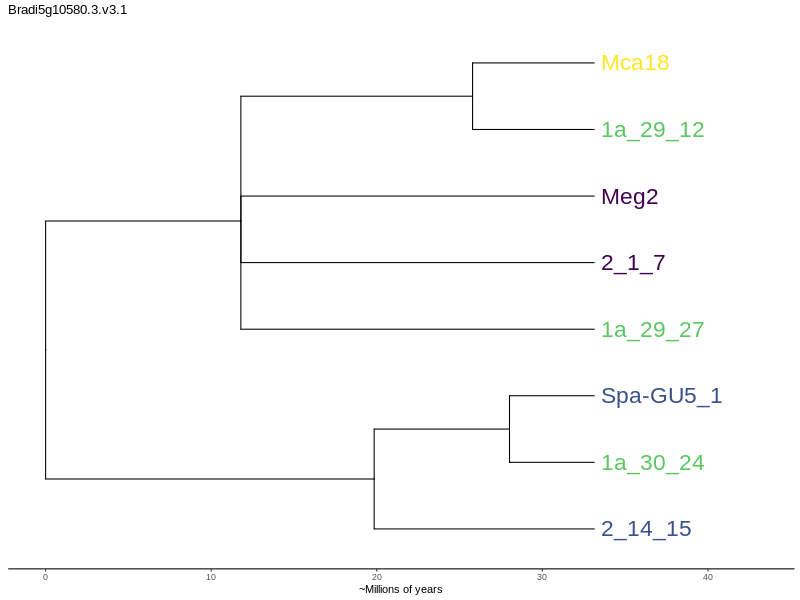 Bradi5g10580.3.v3.1
Mca18
1a_29_12
Meg2
2_1_7
1a_29_27
Spa-GU5_1
1a_30_24
2_14_15
0 10 20 30 40
~Millions of years